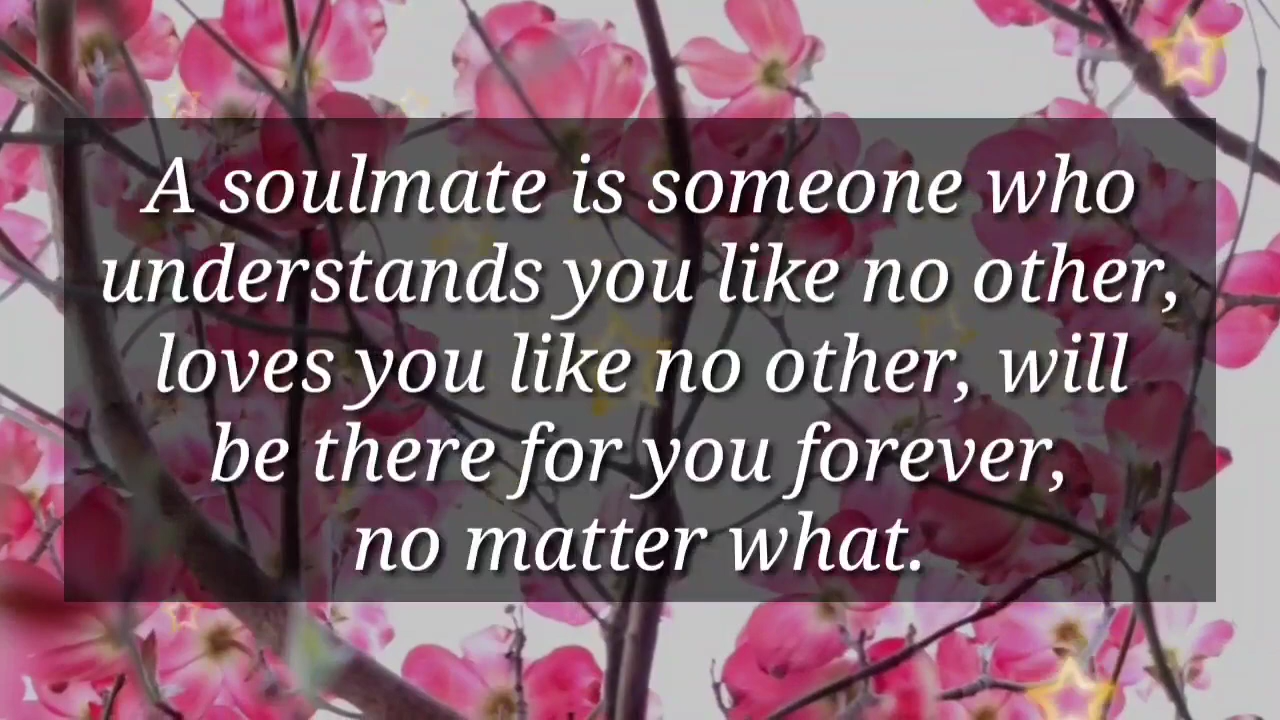 A soulmate is someone who
understands you like no other,
loves you like no other, will
be there for you forever,
no matter what.